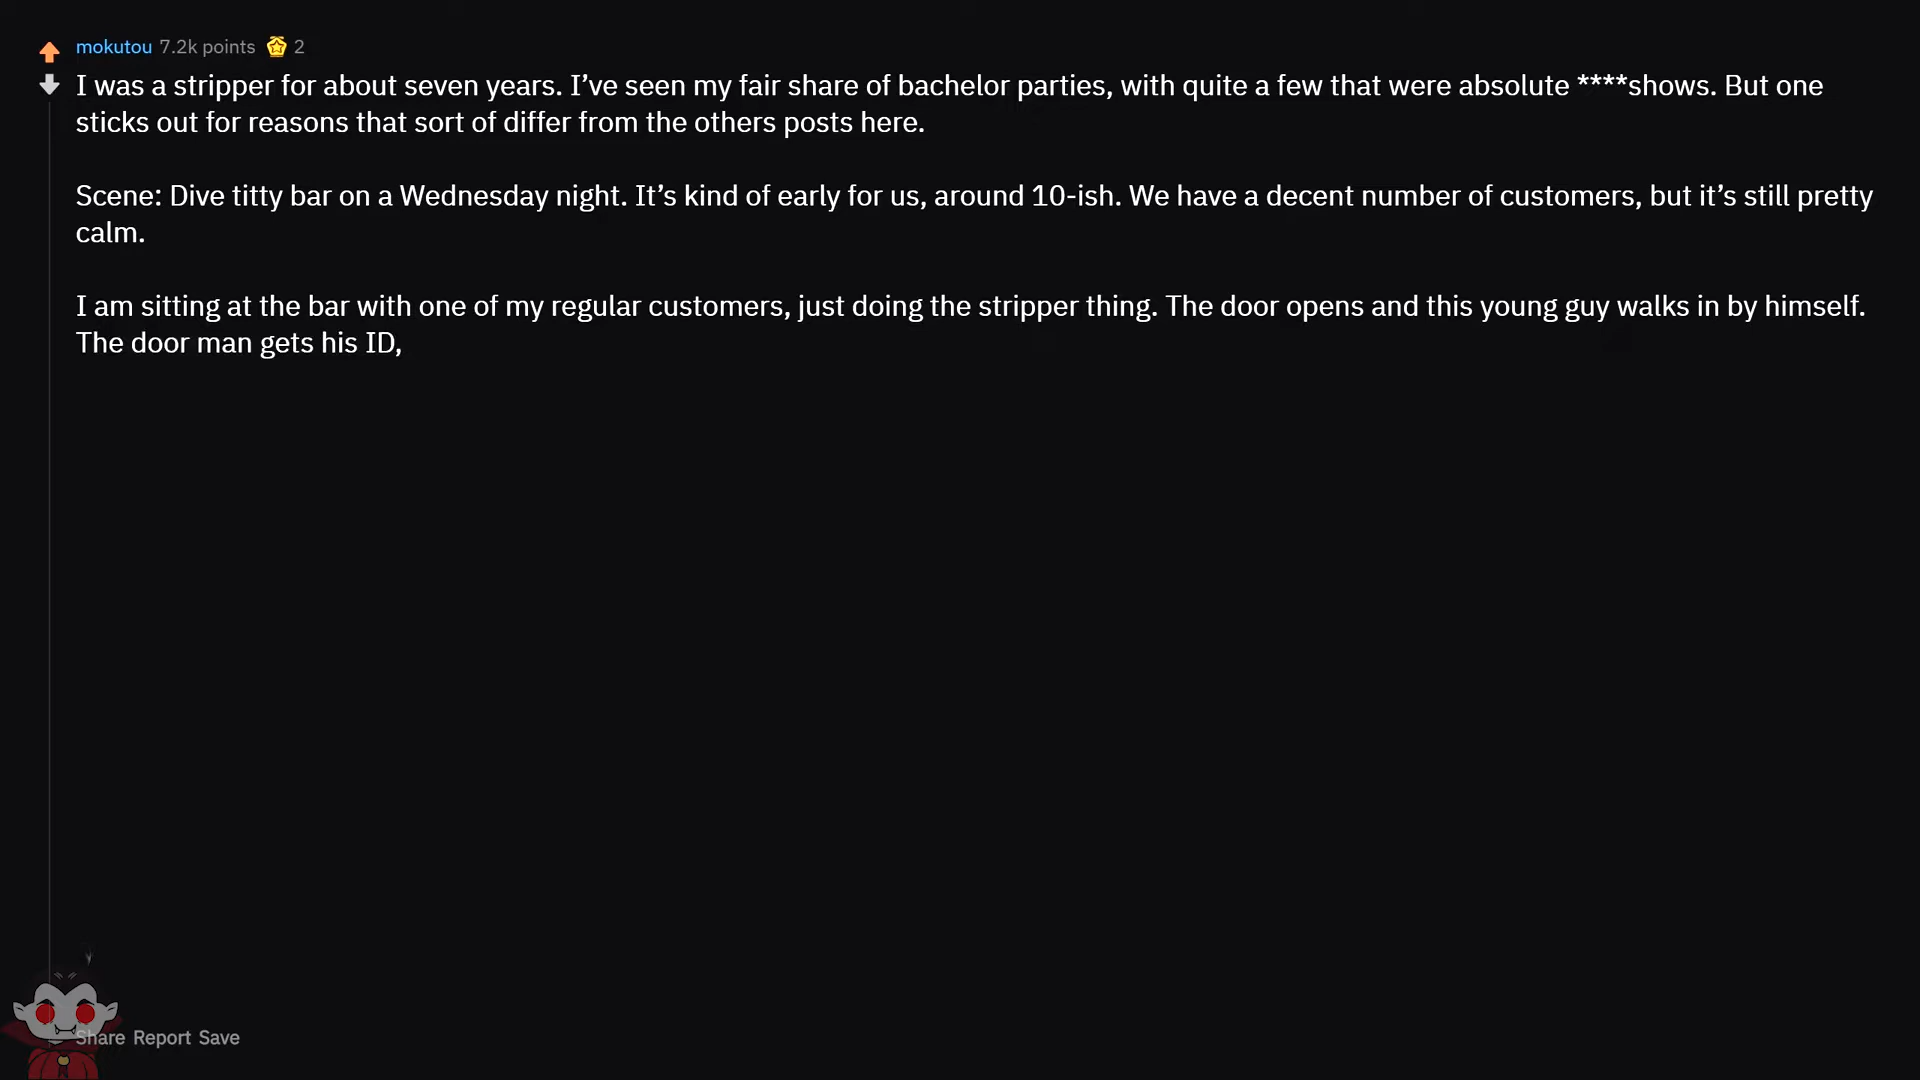 mokutou 7.2k points 2
I was a stripper for about seven years. I’ve seen my fair share of bachelor parties, with quite a few that were absolute ****shows. But one
sticks out for reasons that sort of differ from the others posts here.
Scene: Dive titty bar on a Wednesday night. It’s kind of early for us, around 10-ish. We have a decent number of customers, but it’s still pretty
calm.
I am sitting at the bar with one of my regular customers, just doing the stripper thing. The door opens and this young guy walks in by himself.
The door man gets his ID,
Share Report Save